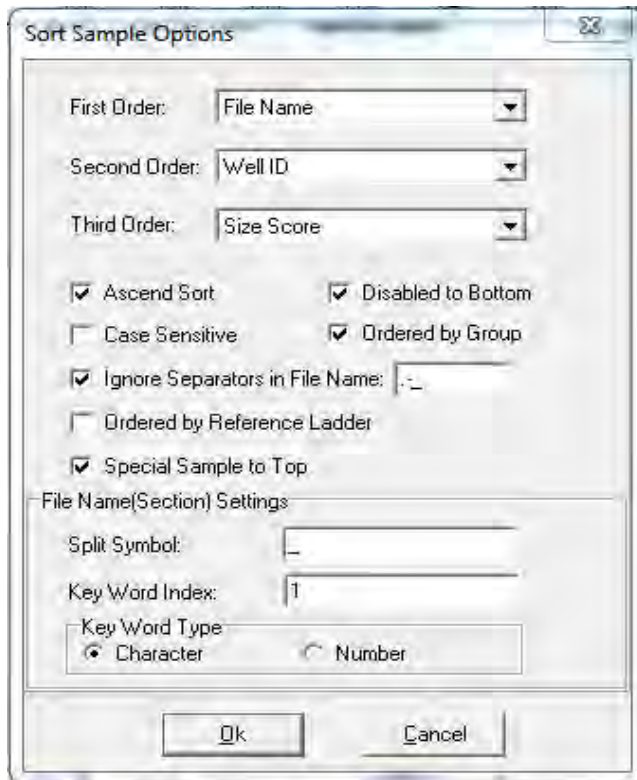 Sort Sample Options
First Order: File Name
Second Order: Well ID
Third Order: Size Score
Ascend Sort Disabled to Bottom
Case Sensitive Ordered by Group
Ignore Separators in File Name: .-_
Ordered by Reference Ladder
Special Sample to Top
File Name(Section) Settings
Split Symbol: _
Key Word Index: 1
Key Word Type
Character Number
Ok Cancel